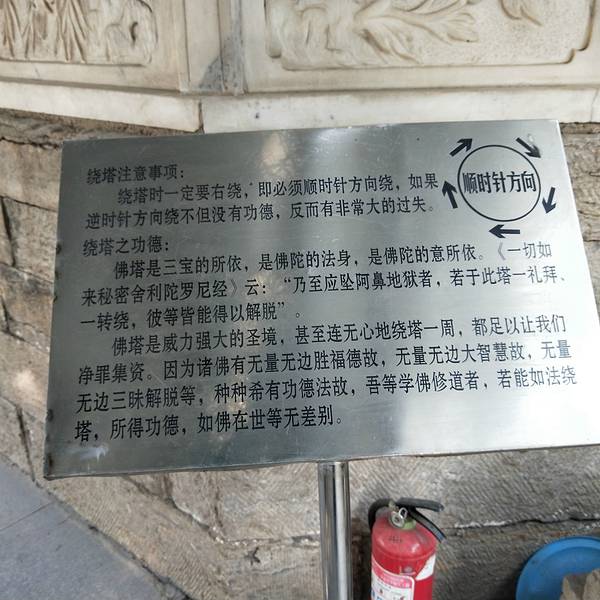 绕塔注意事项：
顺时针方向
绕塔时一定要右绕，即必须顺时针方向绕，如果
逆时针方向绕不但没有功德，反而有非常大的过失。
绕塔之功德：
佛塔是三宝的所依，是佛陀的法身，是佛陀的意所依。《一切如
来秘密舍利陀罗尼经》云：“乃至应坠阿鼻地狱者，若于此塔一礼拜、
一转绕，彼等皆能得以解脱”。
佛塔是威力强大的圣境，甚至连无心地绕塔一周，都足以让我们
净罪集资。因为诸佛有无量无边胜福德故，无量无边大智慧故，无量
无边三昧解脱等，种种希有功德法故，吾等学佛修道者，若能如法绕
塔，所得功德，如佛在世等无差别。